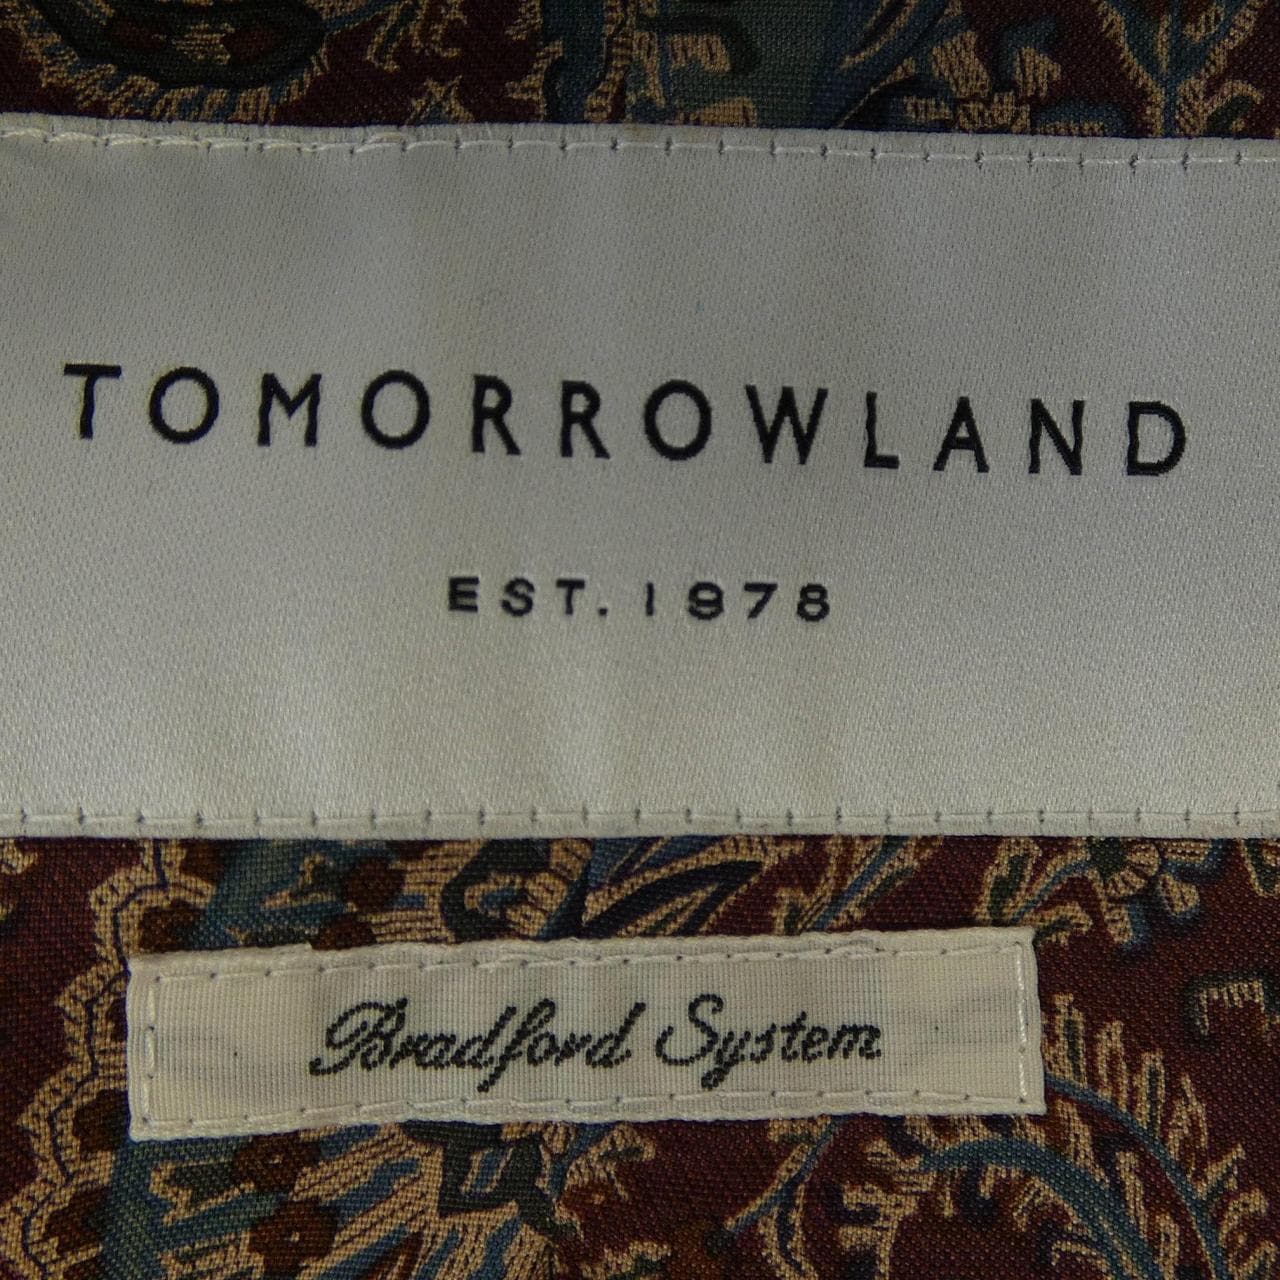 TOMORROWLAND
EST. 1978
Bradford System